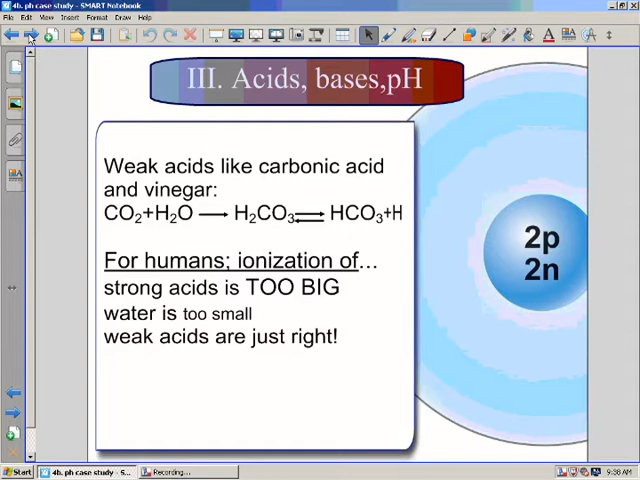 4b. ph case study - SMART Notebook
File Edit View Insert Format Draw Help
III. Acids, bases,pH
Weak acids like carbonic acid
and vinegar:
CO₂+H₂O → H₂CO₃ ⇌ HCO₃+H
For humans; ionization of...
strong acids is TOO BIG
water is too small
weak acids are just right!
2p
2n
Start 4b. ph case study - S... Recording... 9:38 AM